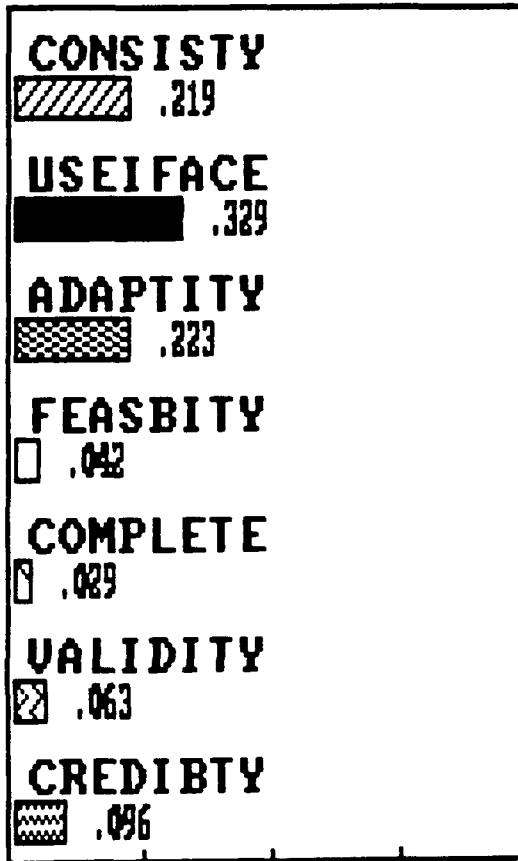 CONSISTY
.219
USEIFACE
.329
ADAPTITY
.223
FEASBITY
.042
COMPLETE
.029
VALIDITY
.063
CREDIBTY
.096